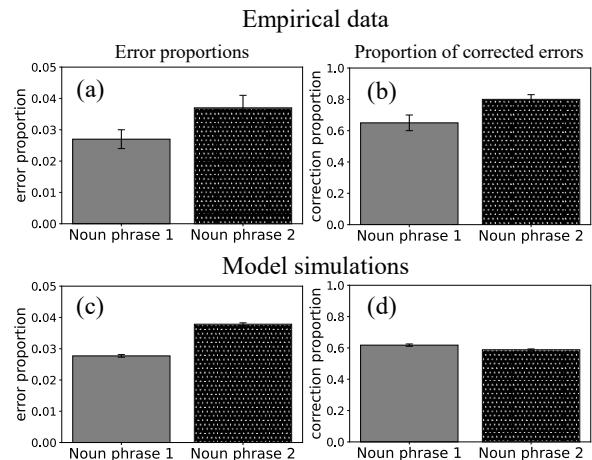 Empirical data
Error proportions
Proportion of corrected errors
0.05
0.04
0.03
0.02
0.01
0.00
error proportion
(a)
Noun phrase 1 Noun phrase 2
1.0
0.8
0.6
0.4
0.2
0.0
correction proportion
(b)
Noun phrase 1 Noun phrase 2
Model simulations
0.05
0.04
0.03
0.02
0.01
0.00
error proportion
(c)
Noun phrase 1 Noun phrase 2
1.0
0.8
0.6
0.4
0.2
0.0
correction proportion
(d)
Noun phrase 1 Noun phrase 2